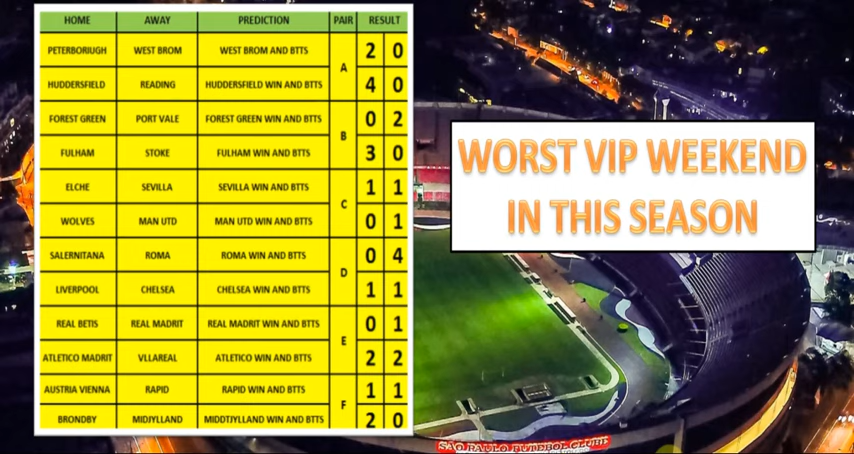 HOME AWAY PREDICTION PAIR RESULT
PETERBORIUGH WEST BROM WEST BROM AND BTTS A 2 0
HUDDERSFIELD READING HUDDERSFIELD WIN AND BTTS 4 0
FOREST GREEN PORT VALE FOREST GREEN WIN AND BTTS B 0 2
FULHAM STOKE FULHAM WIN AND BTTS 3 0
ELCHE SEVILLA SEVILLA WIN AND BTTS C 1 1
WOLVES MAN UTD MAN UTD WIN AND BTTS 0 1
SALERNITANA ROMA ROMA WIN AND BTTS D 0 4
LIVERPOOL CHELSEA CHELSEA WIN AND BTTS 1 1
REAL BETIS REAL MADRIT REAL MADRIT WIN AND BTTS E 0 1
ATLETICO MADRIT VLLAREAL ATLETICO WIN AND BTTS 2 2
AUSTRIA VIENNA RAPID RAPID WIN AND BTTS F 1 1
BRONDBY MIDJYLLAND MIDDTJYLLAND WIN AND BTTS 2 0
WORST VIP WEEKEND
IN THIS SEASON
SÃO PAULO FUTEBOL CLUBE